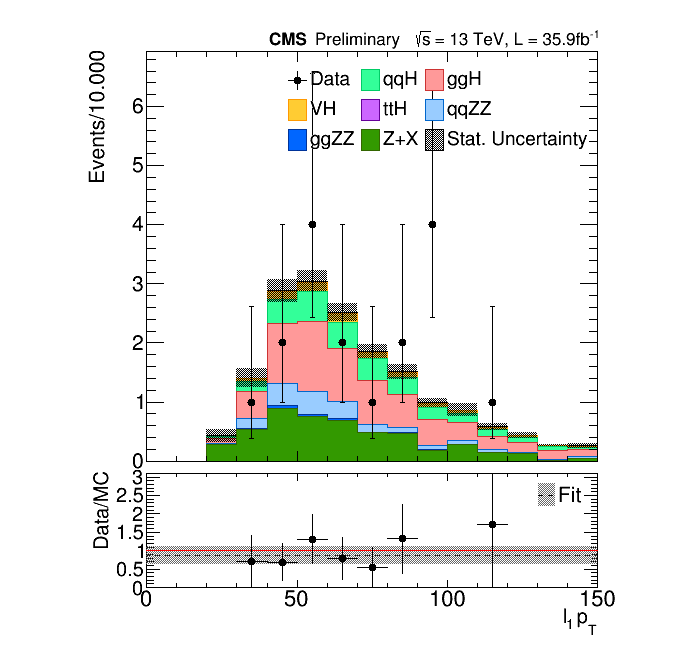 CMS Preliminary √s = 13 TeV, L = 35.9fb⁻¹
Events/10.000
Data qqH ggH
VH ttH qqZZ
ggZZ Z+X Stat. Uncertainty
6
5
4
3
2
1
0
Data/MC
Fit
3
2.5
2
1.5
1
0.5
0
0 50 100 150
l₁ p_T